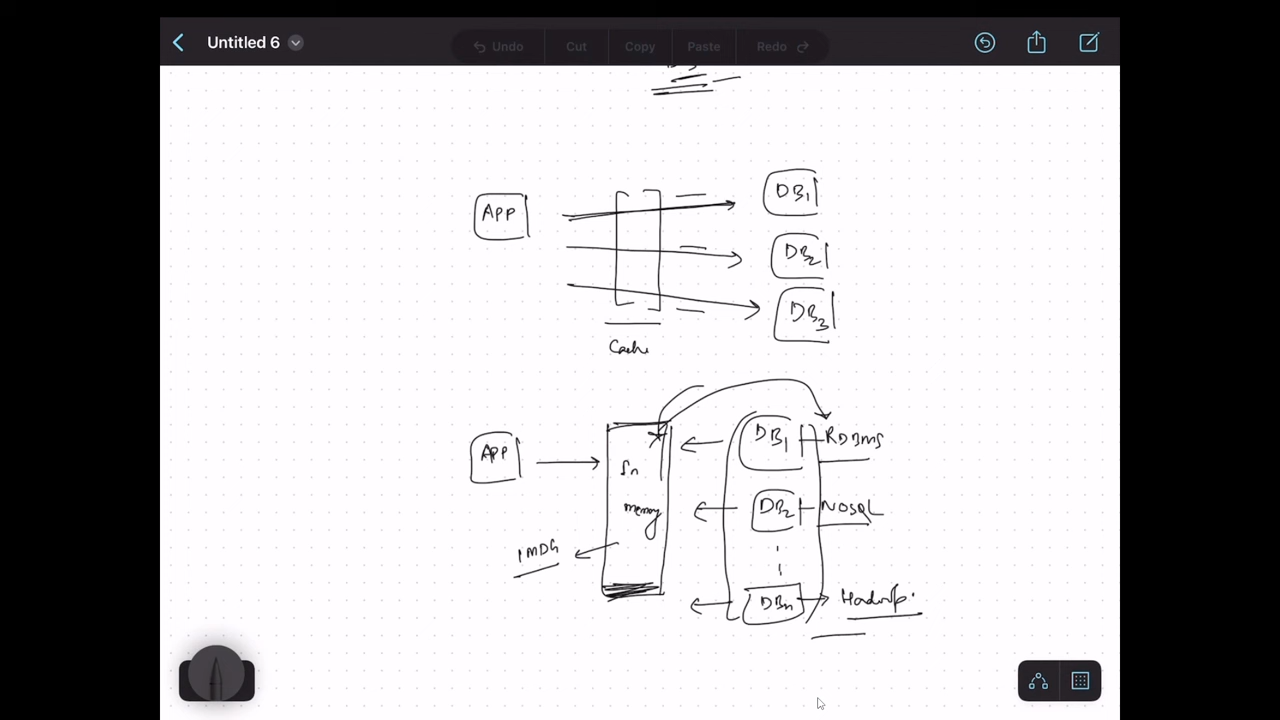 Untitled 6
Undo Cut Copy Paste Redo
APP
DB1
DB2
DB3
Cache
APP
In
memory
IMDG
DB1 RDBMS
DB2 NOSQL
DBn Hadoop